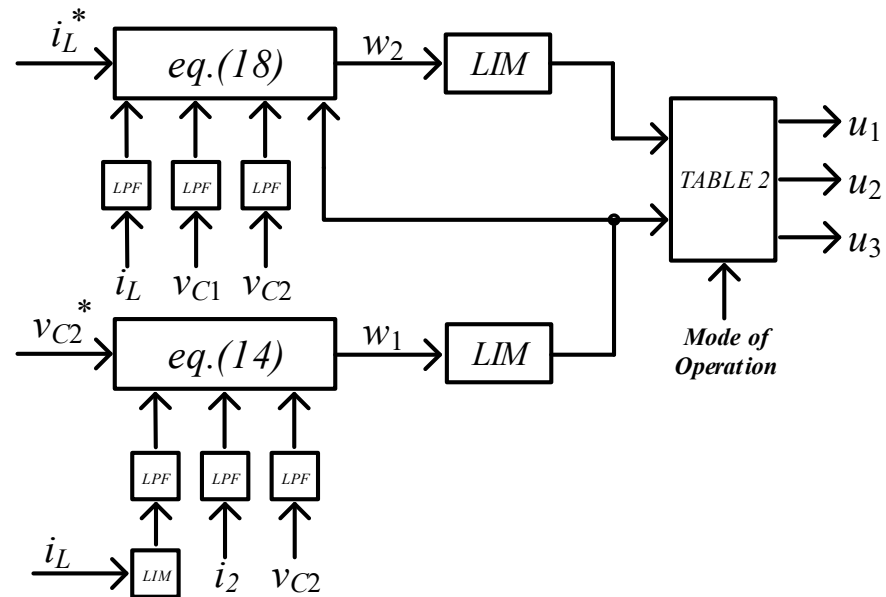 i_L*
eq.(18)
w_2
LIM
LPF
LPF
LPF
i_L
v_C1
v_C2
TABLE 2
u_1
u_2
u_3
Mode of
Operation
v_C2*
eq.(14)
w_1
LIM
LPF
LPF
LPF
i_L
LIM
i_2
v_C2